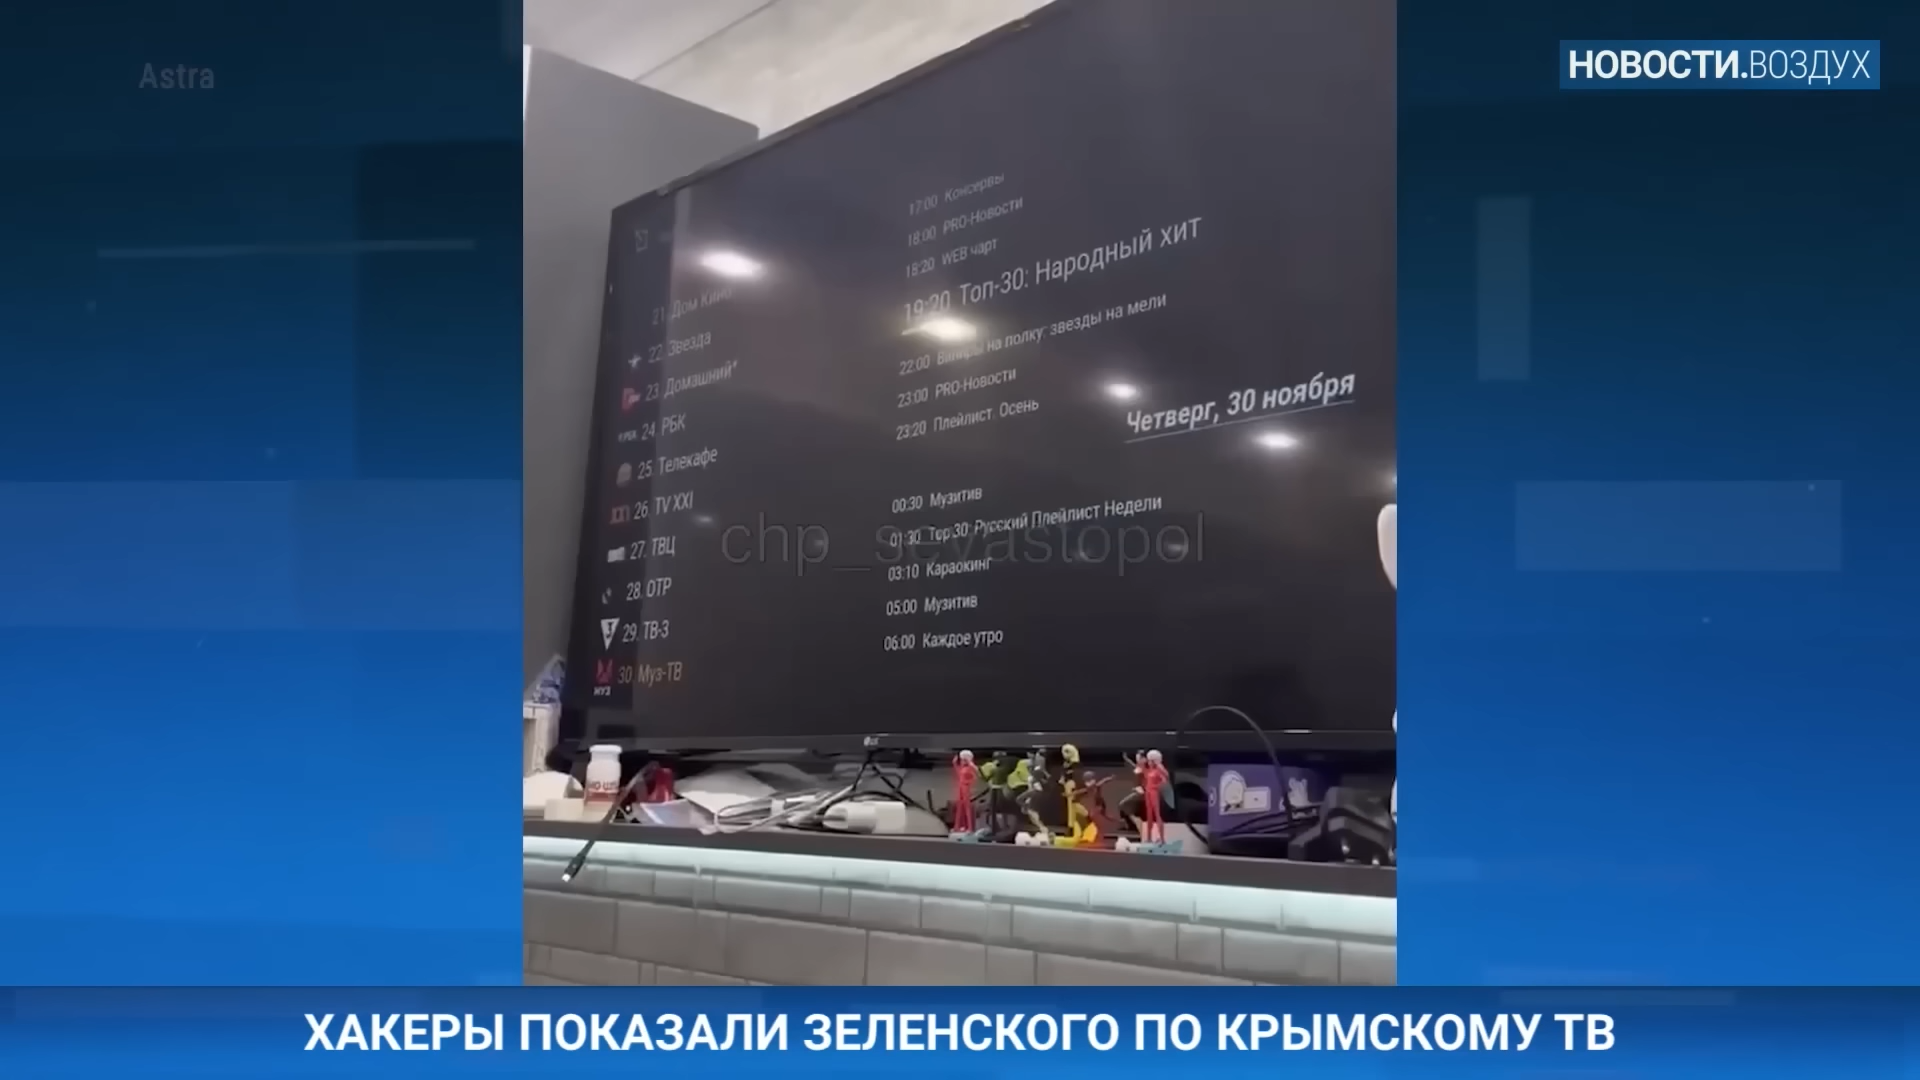 Astra
НОВОСТИ.ВОЗДУХ
17:00 Консервы
18:00 PRO-Новости
18:20 WEB чарт
19:20 Топ-30: Народный хит
22:00 на полку: звезды на мели
23:00 PRO-Новости
23:20 Плейлист. Осень
Четверг, 30 ноября
00:30 Музитив
01:30 Top 30: Русский Плейлист Недели
03:10 Караокинг
05:00 Музитив
06:00 Каждое утро
21. Дом Кино
22. Звезда
23. Домашний*
24. РБК
25. Телекафе
26. TV XXI
27. ТВЦ
28. ОТР
29. ТВ-3
30. Муз-ТВ
МУЗ
chp_sevastopol
LG
ХАКЕРЫ ПОКАЗАЛИ ЗЕЛЕНСКОГО ПО КРЫМСКОМУ ТВ